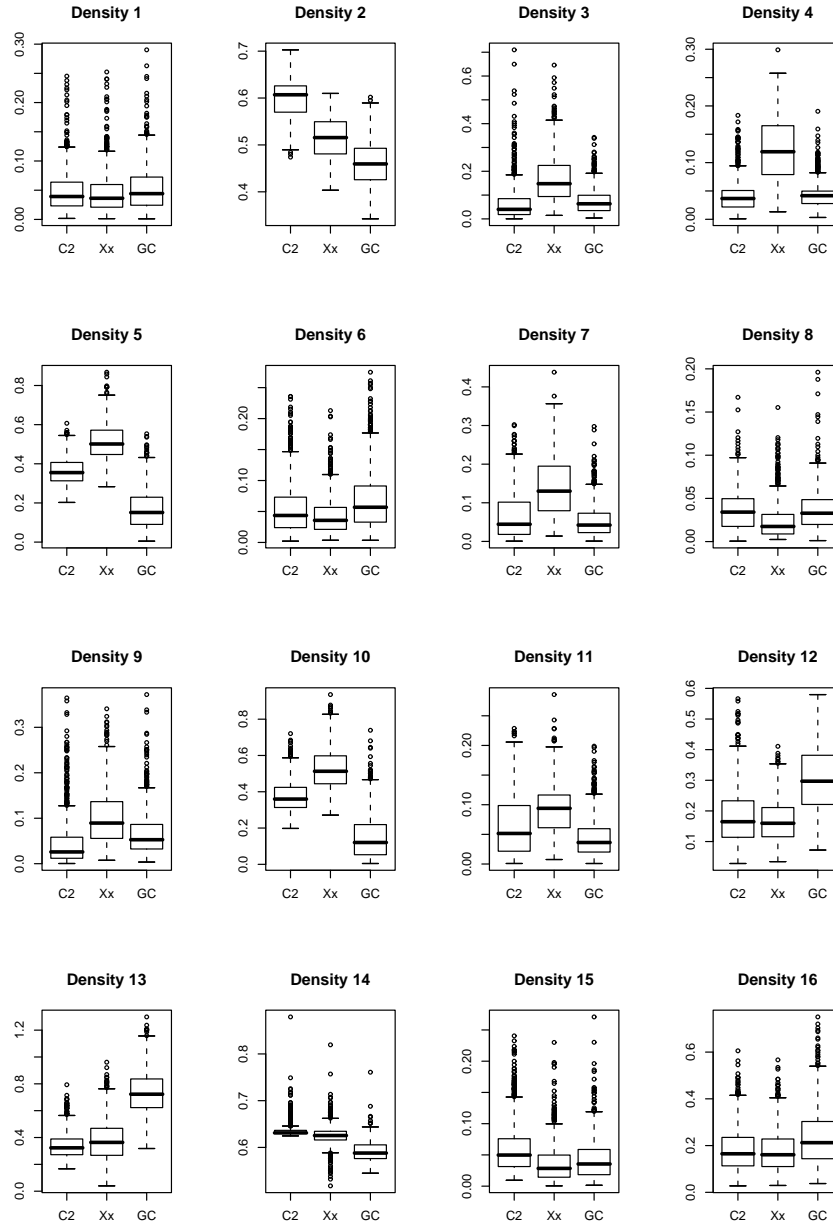 Density 1
Density 2
Density 3
Density 4
0.00 0.10 0.20 0.30
0.4 0.5 0.6 0.7
0.0 0.2 0.4 0.6
0.00 0.10 0.20 0.30
C2 Xx GC
C2 Xx GC
C2 Xx GC
C2 Xx GC
Density 5
Density 6
Density 7
Density 8
0.0 0.2 0.4 0.6 0.8
0.00 0.10 0.20
0.0 0.1 0.2 0.3 0.4
0.00 0.05 0.10 0.15 0.20
C2 Xx GC
C2 Xx GC
C2 Xx GC
C2 Xx GC
Density 9
Density 10
Density 11
Density 12
0.0 0.1 0.2 0.3
0.0 0.2 0.4 0.6 0.8
0.00 0.10 0.20
0.1 0.2 0.3 0.4 0.5 0.6
C2 Xx GC
C2 Xx GC
C2 Xx GC
C2 Xx GC
Density 13
Density 14
Density 15
Density 16
0.0 0.4 0.8 1.2
0.6 0.7 0.8
0.00 0.10 0.20
0.0 0.2 0.4 0.6
C2 Xx GC
C2 Xx GC
C2 Xx GC
C2 Xx GC